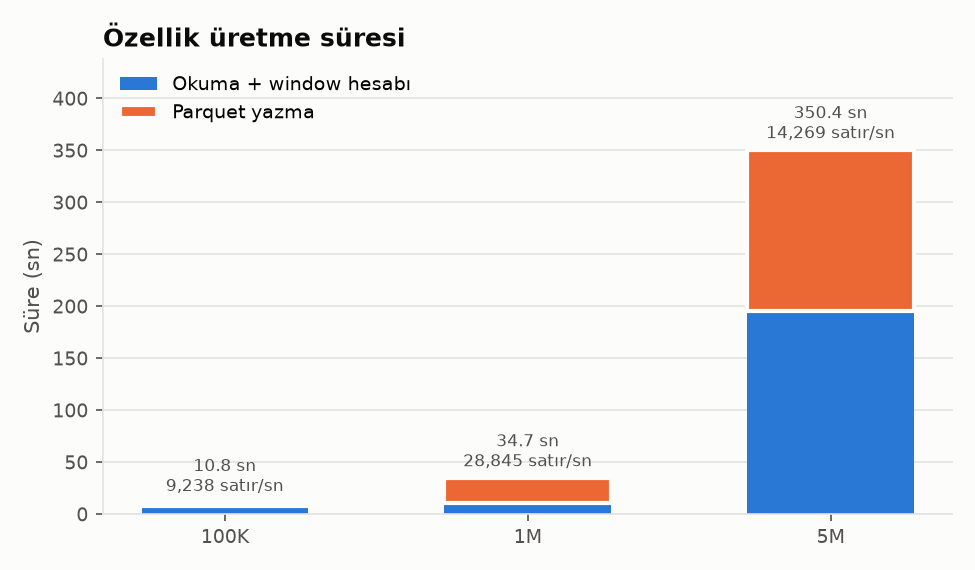 Özellik üretme süresi
Okuma + window hesabı
Parquet yazma
Süre (sn)
400
350
300
250
200
150
100
50
0
10.8 sn
9,238 satır/sn
34.7 sn
28,845 satır/sn
350.4 sn
14,269 satır/sn
100K
1M
5M